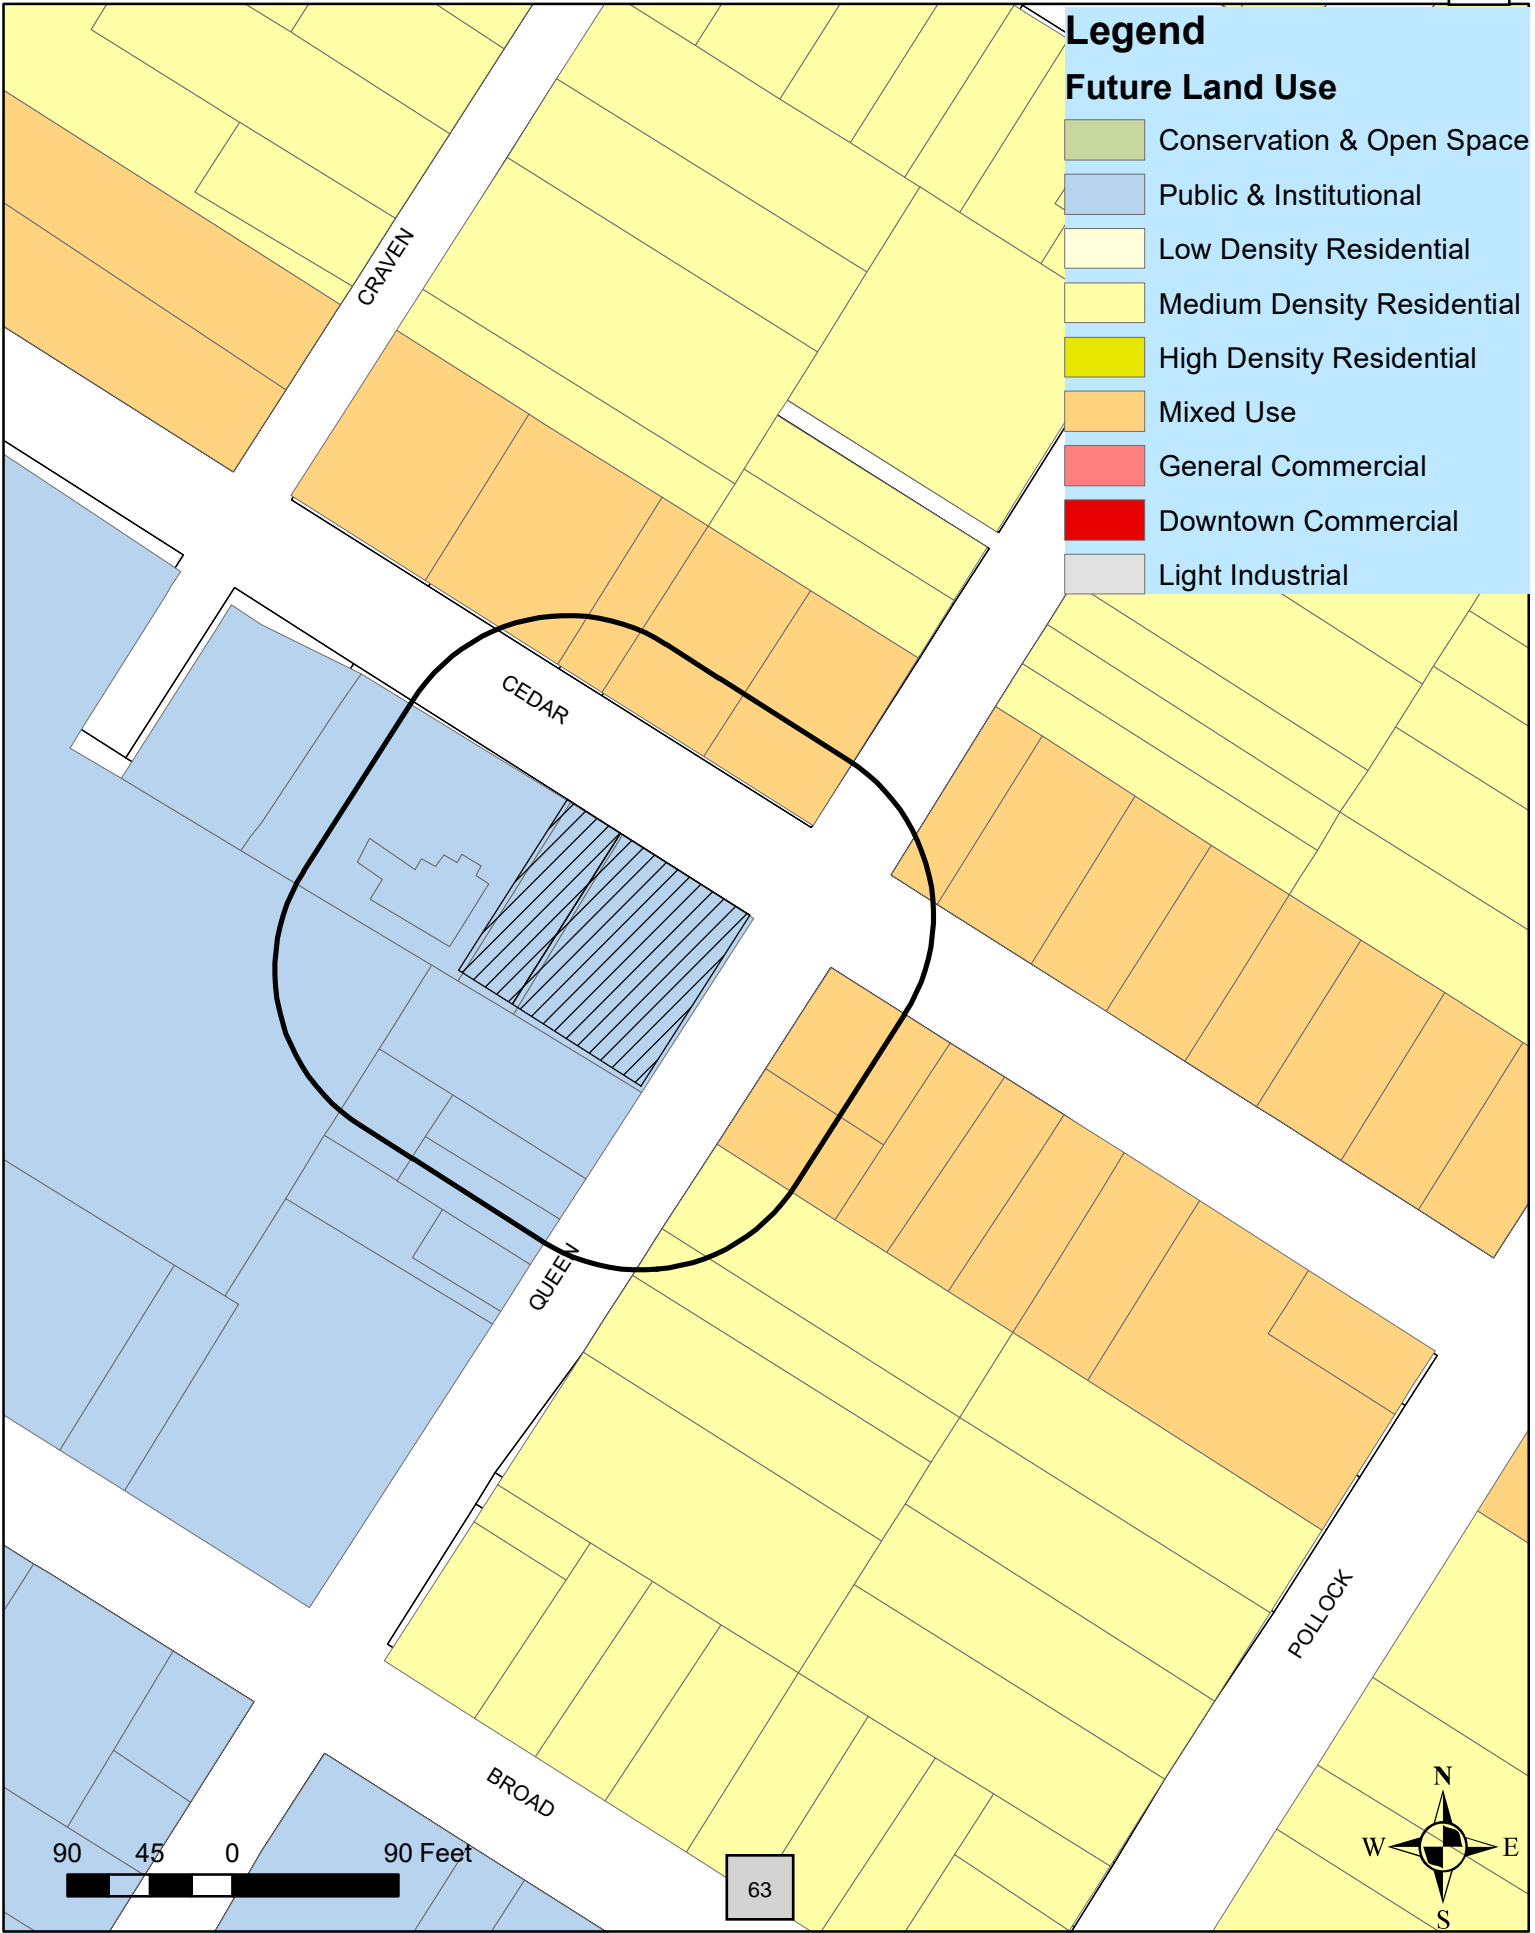 Legend
Future Land Use
Conservation & Open Space
Public & Institutional
Low Density Residential
Medium Density Residential
High Density Residential
Mixed Use
General Commercial
Downtown Commercial
Light Industrial
CRAVEN
CEDAR
QUEEN
POLLOCK
BROAD
N
W E
S
90 45 0 90 Feet
63